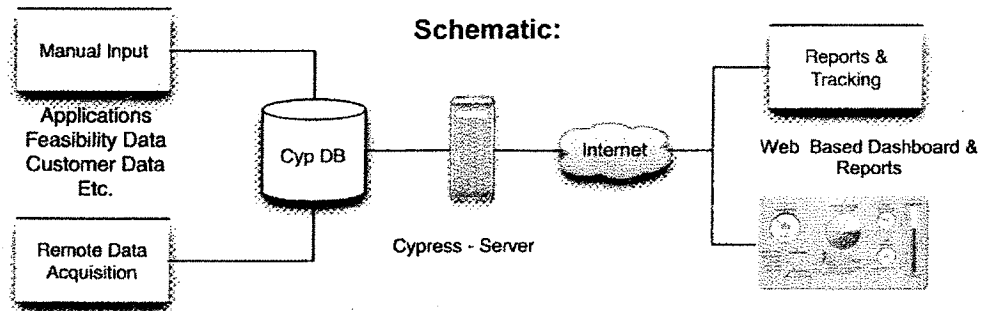 Schematic:
Manual Input
Applications
Feasibility Data
Customer Data
Etc.
Remote Data
Acquisition
Cyp DB
Cypress - Server
Internet
Reports &
Tracking
Web Based Dashboard &
Reports